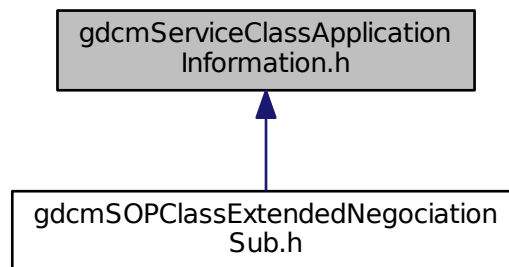 gdcmServiceClassApplication
Information.h
gdcmSOPClassExtendedNegociation
Sub.h